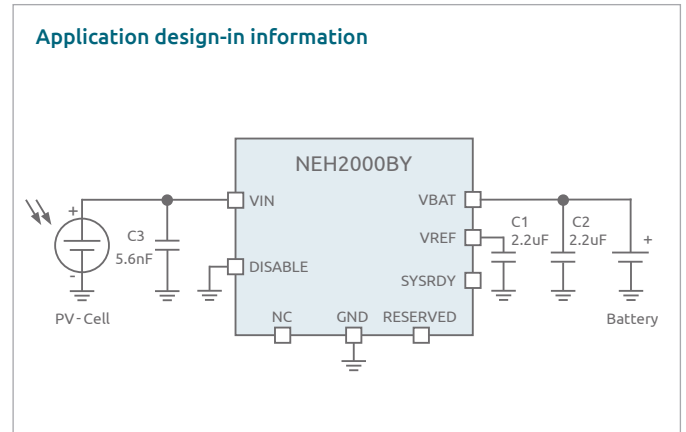 Application design-in information
NEH2000BY
VIN
VBAT
+
C3
5.6nF
C1
2.2uF
C2
2.2uF
+
VREF
DISABLE
SYSRDY
-
NC
GND
RESERVED
PV-Cell
Battery